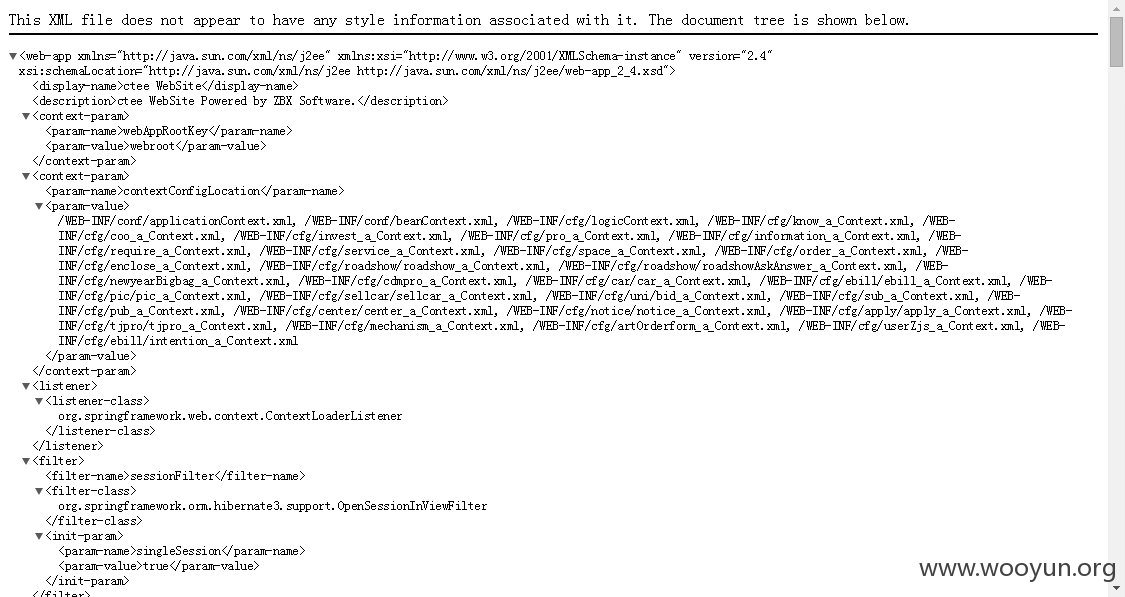 This XML file does not appear to have any style information associated with it. The document tree is shown below.
▼<web-app xmlns="http://java.sun.com/xml/ns/j2ee" xmlns:xsi="http://www.w3.org/2001/XMLSchema-instance" version="2.4"
xsi:schemaLocation="http://java.sun.com/xml/ns/j2ee http://java.sun.com/xml/ns/j2ee/web-app_2_4.xsd">
<display-name>ctee WebSite</display-name>
<description>ctee WebSite Powered by ZBX Software.</description>
▼<context-param>
<param-name>webAppRootKey</param-name>
<param-value>webroot</param-value>
</context-param>
▼<context-param>
<param-name>contextConfigLocation</param-name>
▼<param-value>
/WEB-INF/conf/applicationContext.xml, /WEB-INF/conf/beanContext.xml, /WEB-INF/cfg/logicContext.xml, /WEB-INF/cfg/know_a_Context.xml, /WEB-
INF/cfg/coo_a_Context.xml, /WEB-INF/cfg/invest_a_Context.xml, /WEB-INF/cfg/pro_a_Context.xml, /WEB-INF/cfg/information_a_Context.xml, /WEB-
INF/cfg/require_a_Context.xml, /WEB-INF/cfg/service_a_Context.xml, /WEB-INF/cfg/space_a_Context.xml, /WEB-INF/cfg/order_a_Context.xml, /WEB-
INF/cfg/enclose_a_Context.xml, /WEB-INF/cfg/roadshow/roadshow_a_Context.xml, /WEB-INF/cfg/roadshow/roadshowAskAnswer_a_Context.xml, /WEB-
INF/cfg/newyearBigbag_a_Context.xml, /WEB-INF/cfg/cdmpro_a_Context.xml, /WEB-INF/cfg/car/car_a_Context.xml, /WEB-INF/cfg/ebill/ebill_a_Context.xml, /WEB-
INF/cfg/pic/pic_a_Context.xml, /WEB-INF/cfg/sellcar/sellcar_a_Context.xml, /WEB-INF/cfg/uni/bid_a_Context.xml, /WEB-INF/cfg/sub_a_Context.xml, /WEB-
INF/cfg/pub_a_Context.xml, /WEB-INF/cfg/center/center_a_Context.xml, /WEB-INF/cfg/notice/notice_a_Context.xml, /WEB-INF/cfg/apply/apply_a_Context.xml, /WEB-
INF/cfg/tjpro/tjpro_a_Context.xml, /WEB-INF/cfg/mechanism_a_Context.xml, /WEB-INF/cfg/artOrderform_a_Context.xml, /WEB-INF/cfg/userZjs_a_Context.xml, /WEB-
INF/cfg/ebill/intention_a_Context.xml
</param-value>
</context-param>
▼<listener>
▼<listener-class>
org.springframework.web.context.ContextLoaderListener
</listener-class>
</listener>
▼<filter>
<filter-name>sessionFilter</filter-name>
▼<filter-class>
org.springframework.orm.hibernate3.support.OpenSessionInViewFilter
</filter-class>
▼<init-param>
<param-name>singleSession</param-name>
<param-value>true</param-value>
</init-param>
</filter>
www.wooyun.org